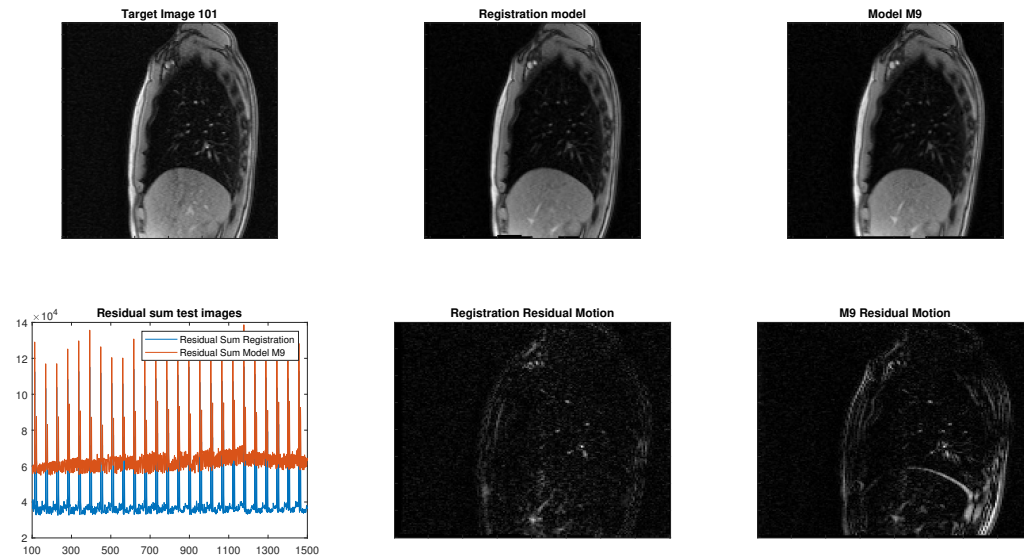 Target Image 101
Registration model
Model M9
Residual sum test images
× 10⁴
14
12
10
8
6
4
2
100 300 500 700 900 1100 1300 1500
Residual Sum Registration
Residual Sum Model M9
Registration Residual Motion
M9 Residual Motion